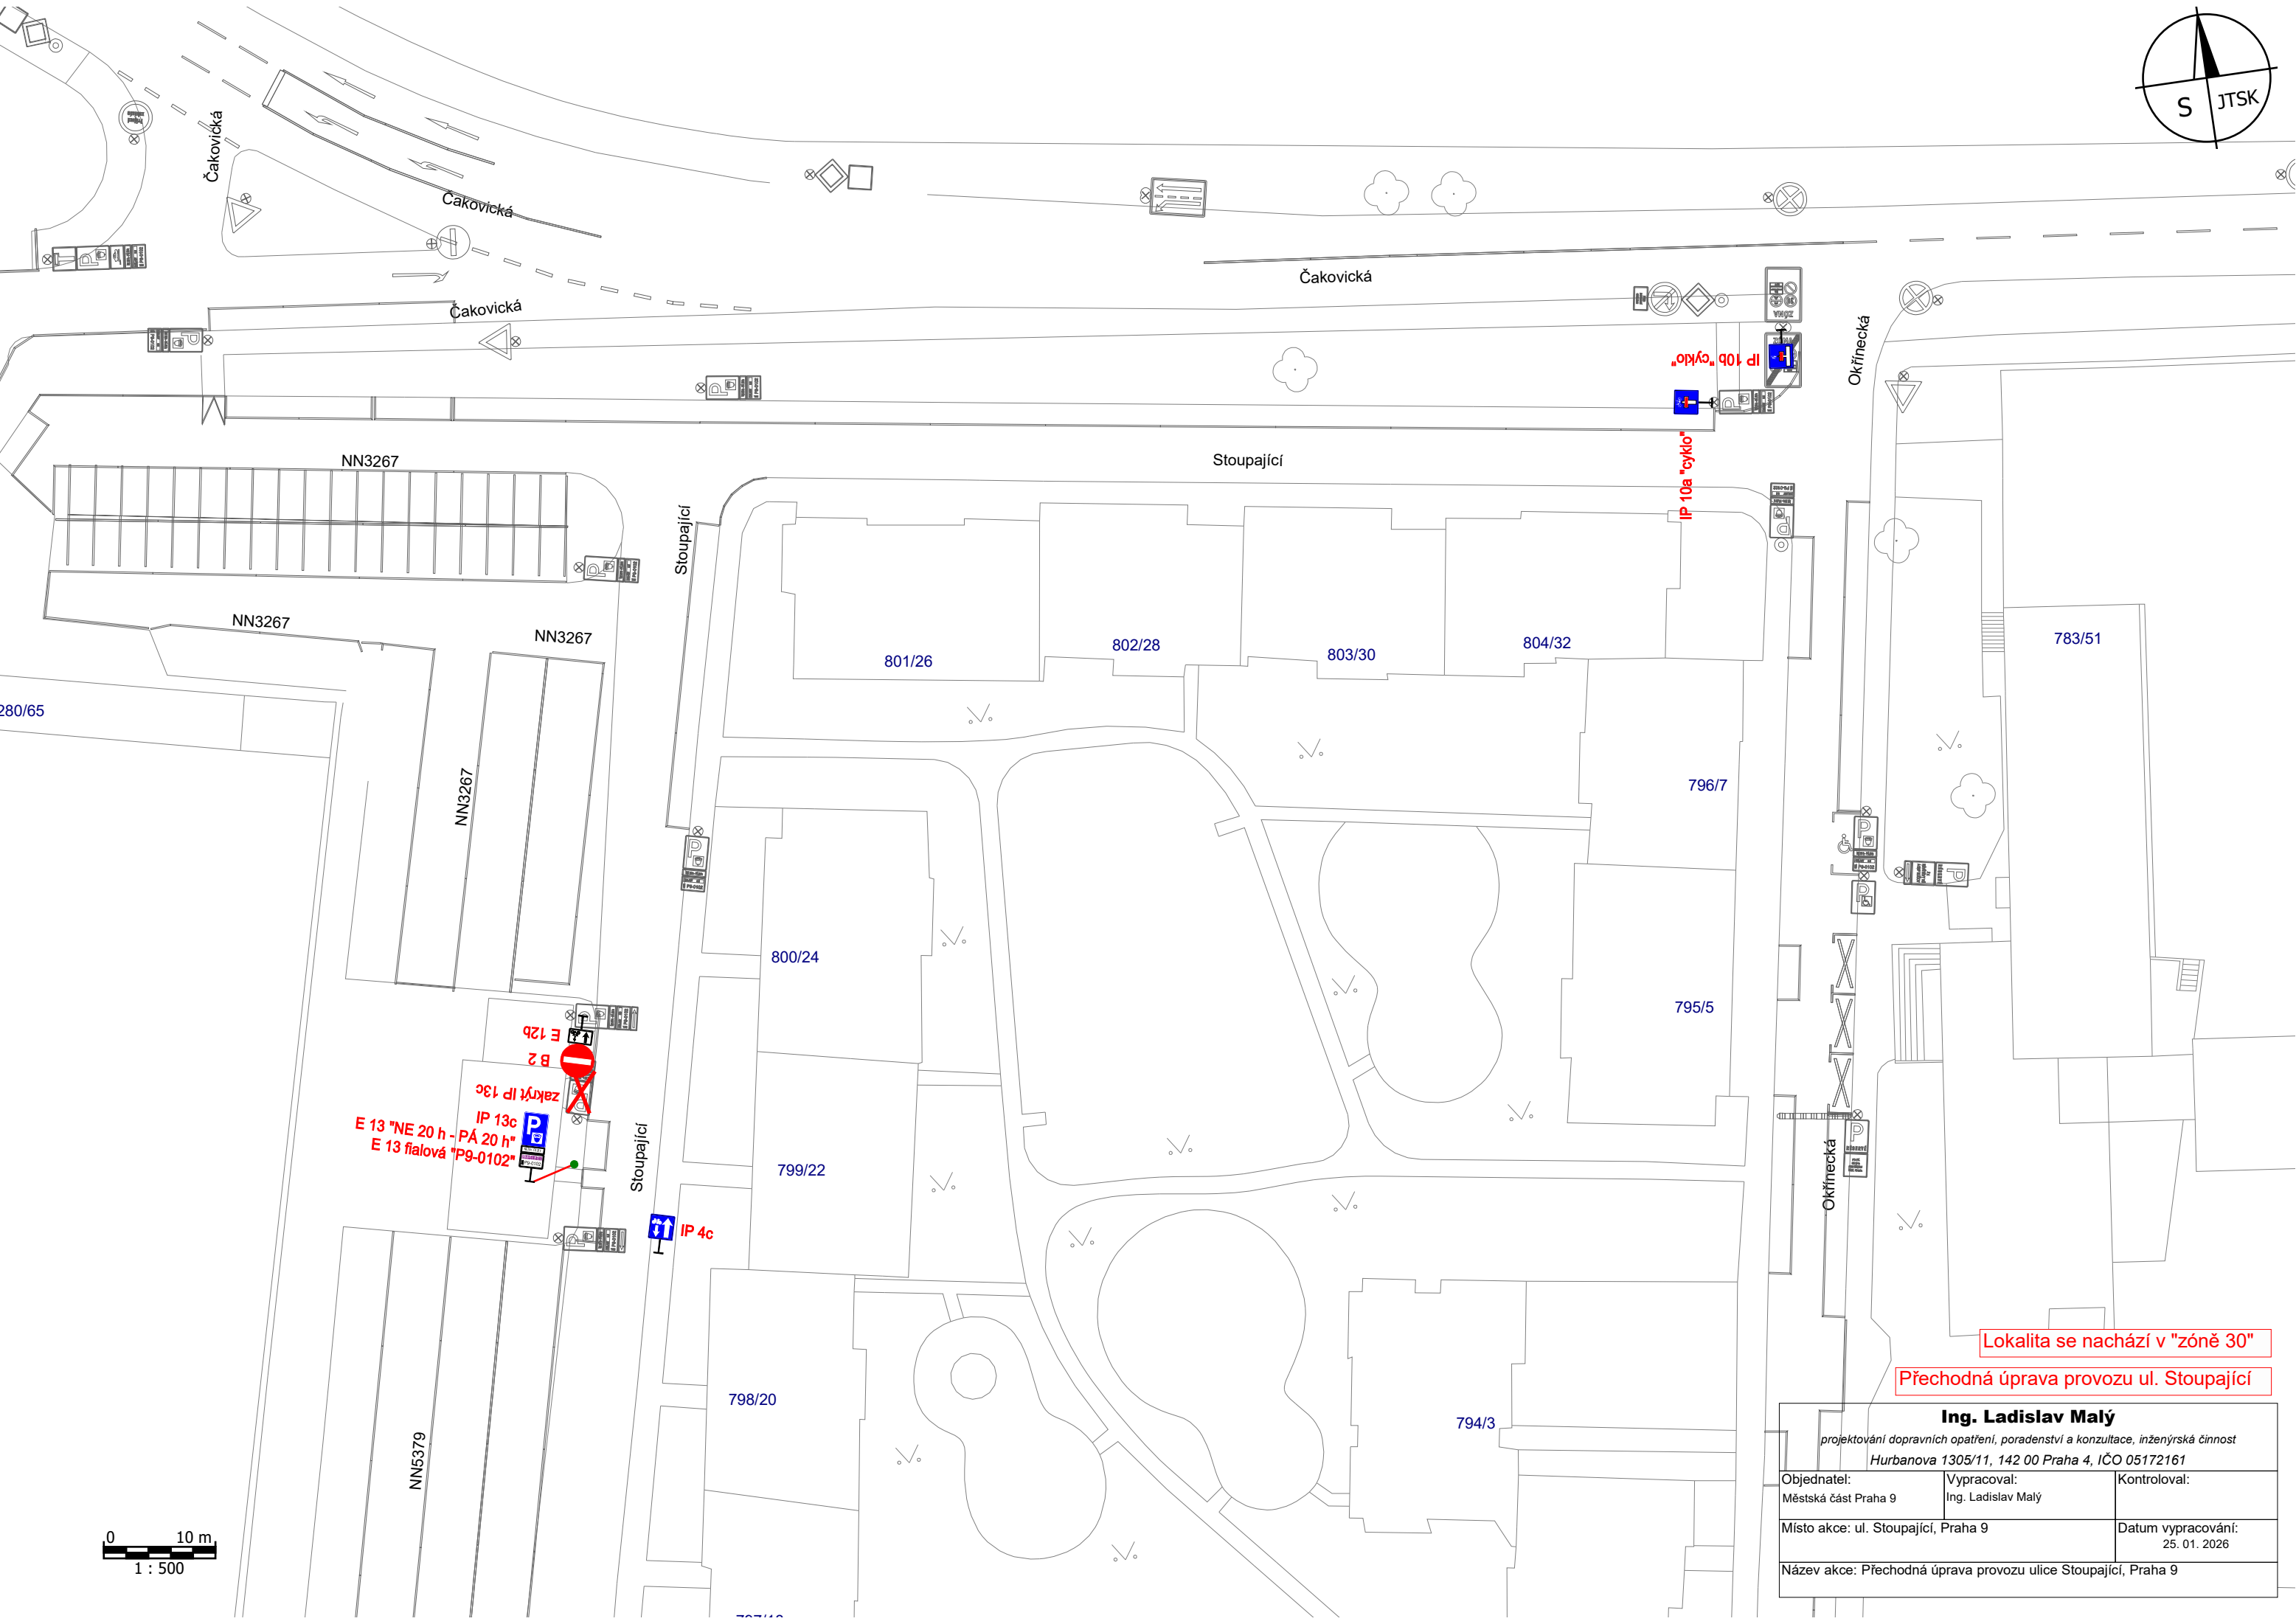 S JTSK
Čakovická
Čakovická
Čakovická
Čakovická
ZÓNA
IP 10b "cyklo"
Okřinecká
IP 10a "cyklo"
NN3267
Stoupající
Stoupající
NN3267
NN3267
801/26
802/28
803/30
804/32
783/51
280/65
NN3267
796/7
800/24
795/5
E 12b
B 2
zakrýt IP 13c
IP 13c
E 13 "NE 20 h - PÁ 20 h"
E 13 fialová "P9-0102"
Stoupající
799/22
Okřinecká
IP 4c
798/20
794/3
NN5379
Lokalita se nachází v "zóně 30"
Přechodná úprava provozu ul. Stoupající
Ing. Ladislav Malý
projektování dopravních opatření, poradenství a konzultace, inženýrská činnost
Hurbanova 1305/11, 142 00 Praha 4, IČO 05172161
Objednatel:
Městská část Praha 9
Vypracoval:
Ing. Ladislav Malý
Kontroloval:
Místo akce: ul. Stoupající, Praha 9
Datum vypracování:
25. 01. 2026
Název akce: Přechodná úprava provozu ulice Stoupající, Praha 9
0 10 m
1 : 500